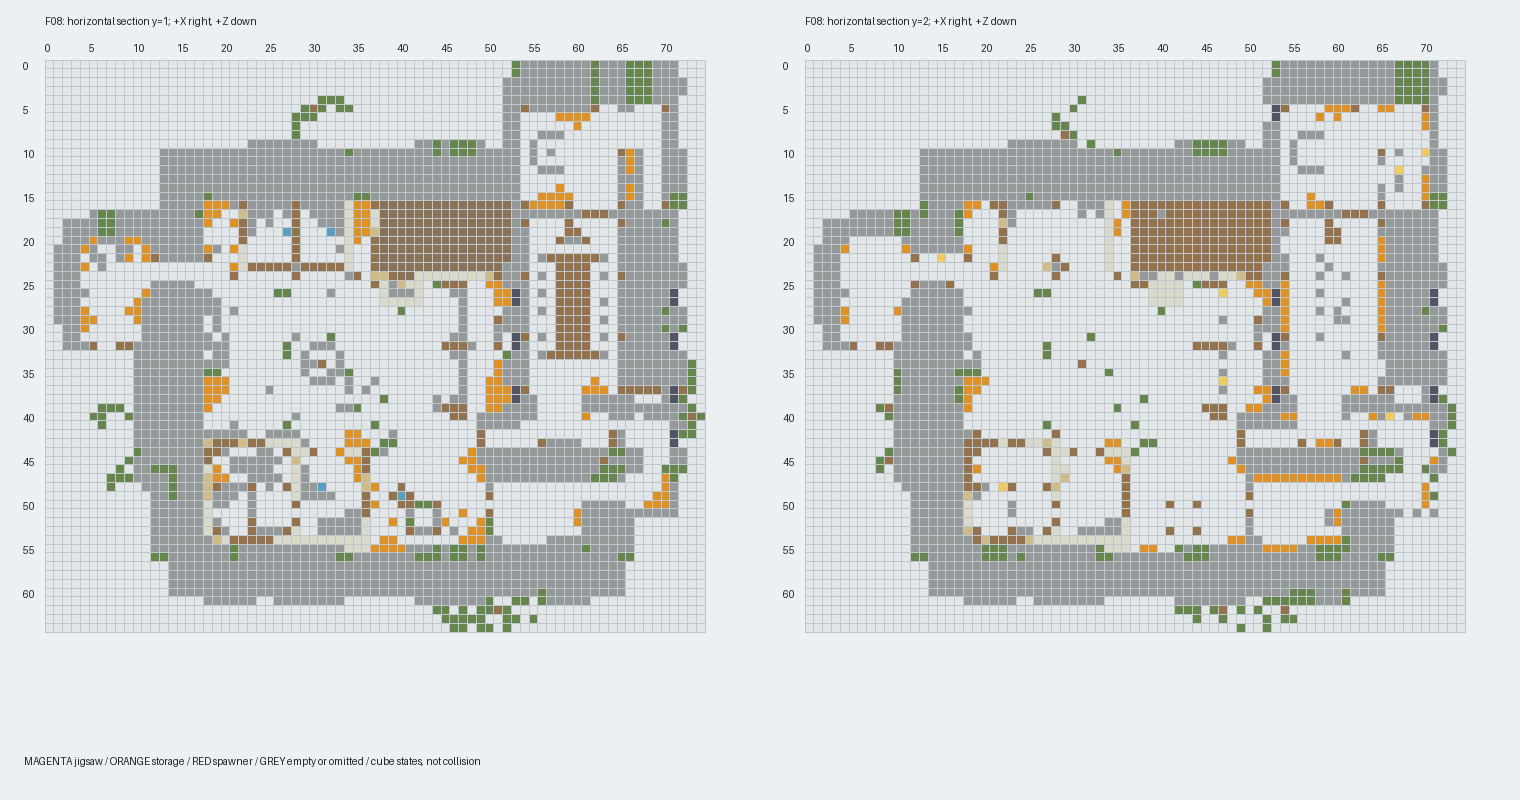 F08: horizontal section y=1; +X right, +Z down
F08: horizontal section y=2; +X right, +Z down
0 5 10 15 20 25 30 35 40 45 50 55 60 65 70
0 5 10 15 20 25 30 35 40 45 50 55 60 65 70
0 0
5 5
10 10
15 15
20 20
25 25
30 30
35 35
40 40
45 45
50 50
55 55
60 60
MAGENTA jigsaw / ORANGE storage / RED spawner / GREY empty or omitted / cube states, not collision